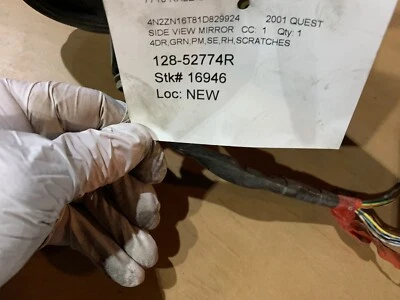 4N2ZN16T81D829924 2001 QUEST
SIDE VIEW MIRROR CC: 1 Qty: 1
4DR,GRN,PM,SE,RH,SCRATCHES
128-52774R
Stk# 16946
Loc: NEW